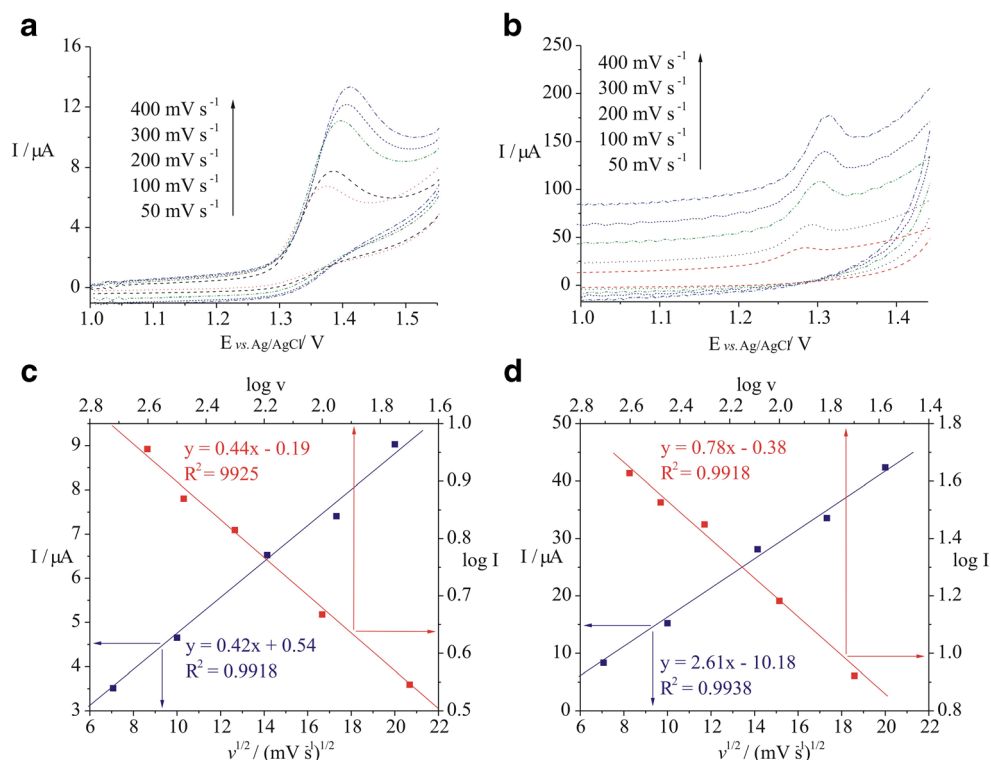 a
16
12
8
4
0
I / μA
400 mV s-1
300 mV s-1
200 mV s-1
100 mV s-1
50 mV s-1
1.0 1.1 1.2 1.3 1.4 1.5
E vs. Ag/AgCl/ V
b
250
200
150
100
50
0
I / μA
400 mV s-1
300 mV s-1
200 mV s-1
100 mV s-1
50 mV s-1
1.0 1.1 1.2 1.3 1.4
E vs. Ag/AgCl/ V
c
log v
2.8 2.6 2.4 2.2 2.0 1.8 1.6
9
8
7
6
5
4
3
I / μA
y = 0.44x - 0.19
R2 = 9925
y = 0.42x + 0.54
R2 = 0.9918
1.0
0.9
0.8
0.7
0.6
0.5
log I
6 8 10 12 14 16 18 20 22
v1/2 / (mV s-1)1/2
d
log v
2.8 2.6 2.4 2.2 2.0 1.8 1.6 1.46
50
40
30
20
10
0
I / μA
y = 0.78x - 0.38
R2 = 0.9918
y = 2.61x - 10.18
R2 = 0.9938
1.8
1.6
1.4
1.2
1.1
1.0
0.9
0.8
log I
6 8 10 12 14 16 18 20 22
v1/2 / (mV s-1)1/2